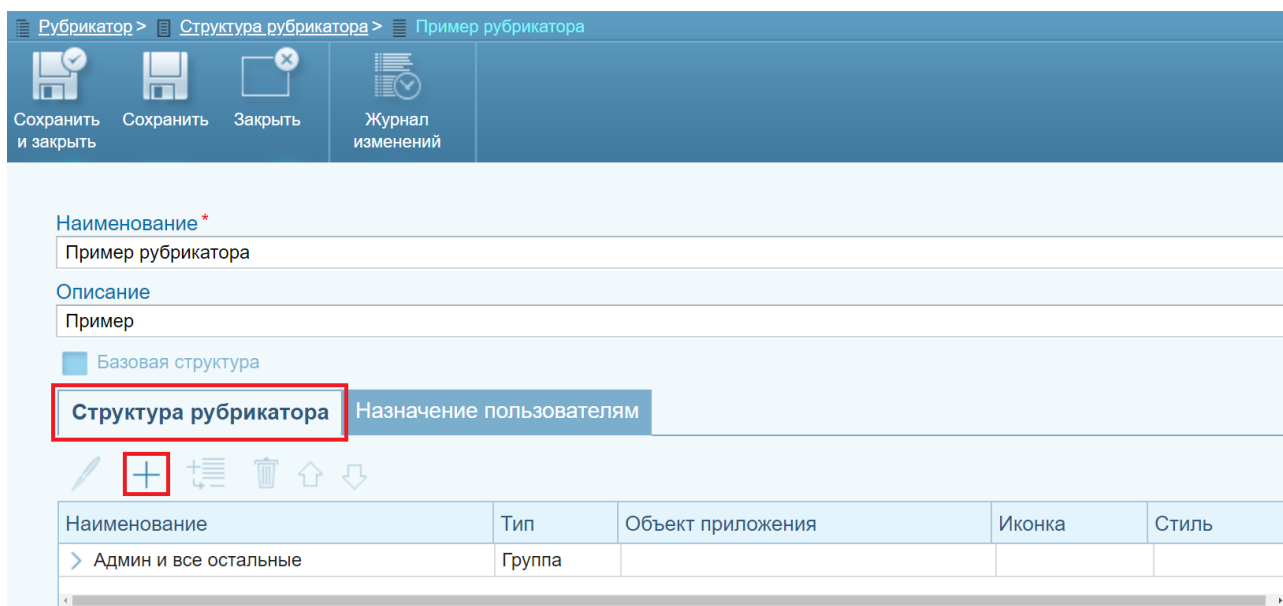 Рубрикатор > Структура рубрикатора > Пример рубрикатора
Сохранить и закрыть
Сохранить
Закрыть
Журнал изменений
Наименование *
Пример рубрикатора
Описание
Пример
Базовая структура
Структура рубрикатора Назначение пользователям
Наименование Тип Объект приложения Иконка Стиль
Админ и все остальные Группа